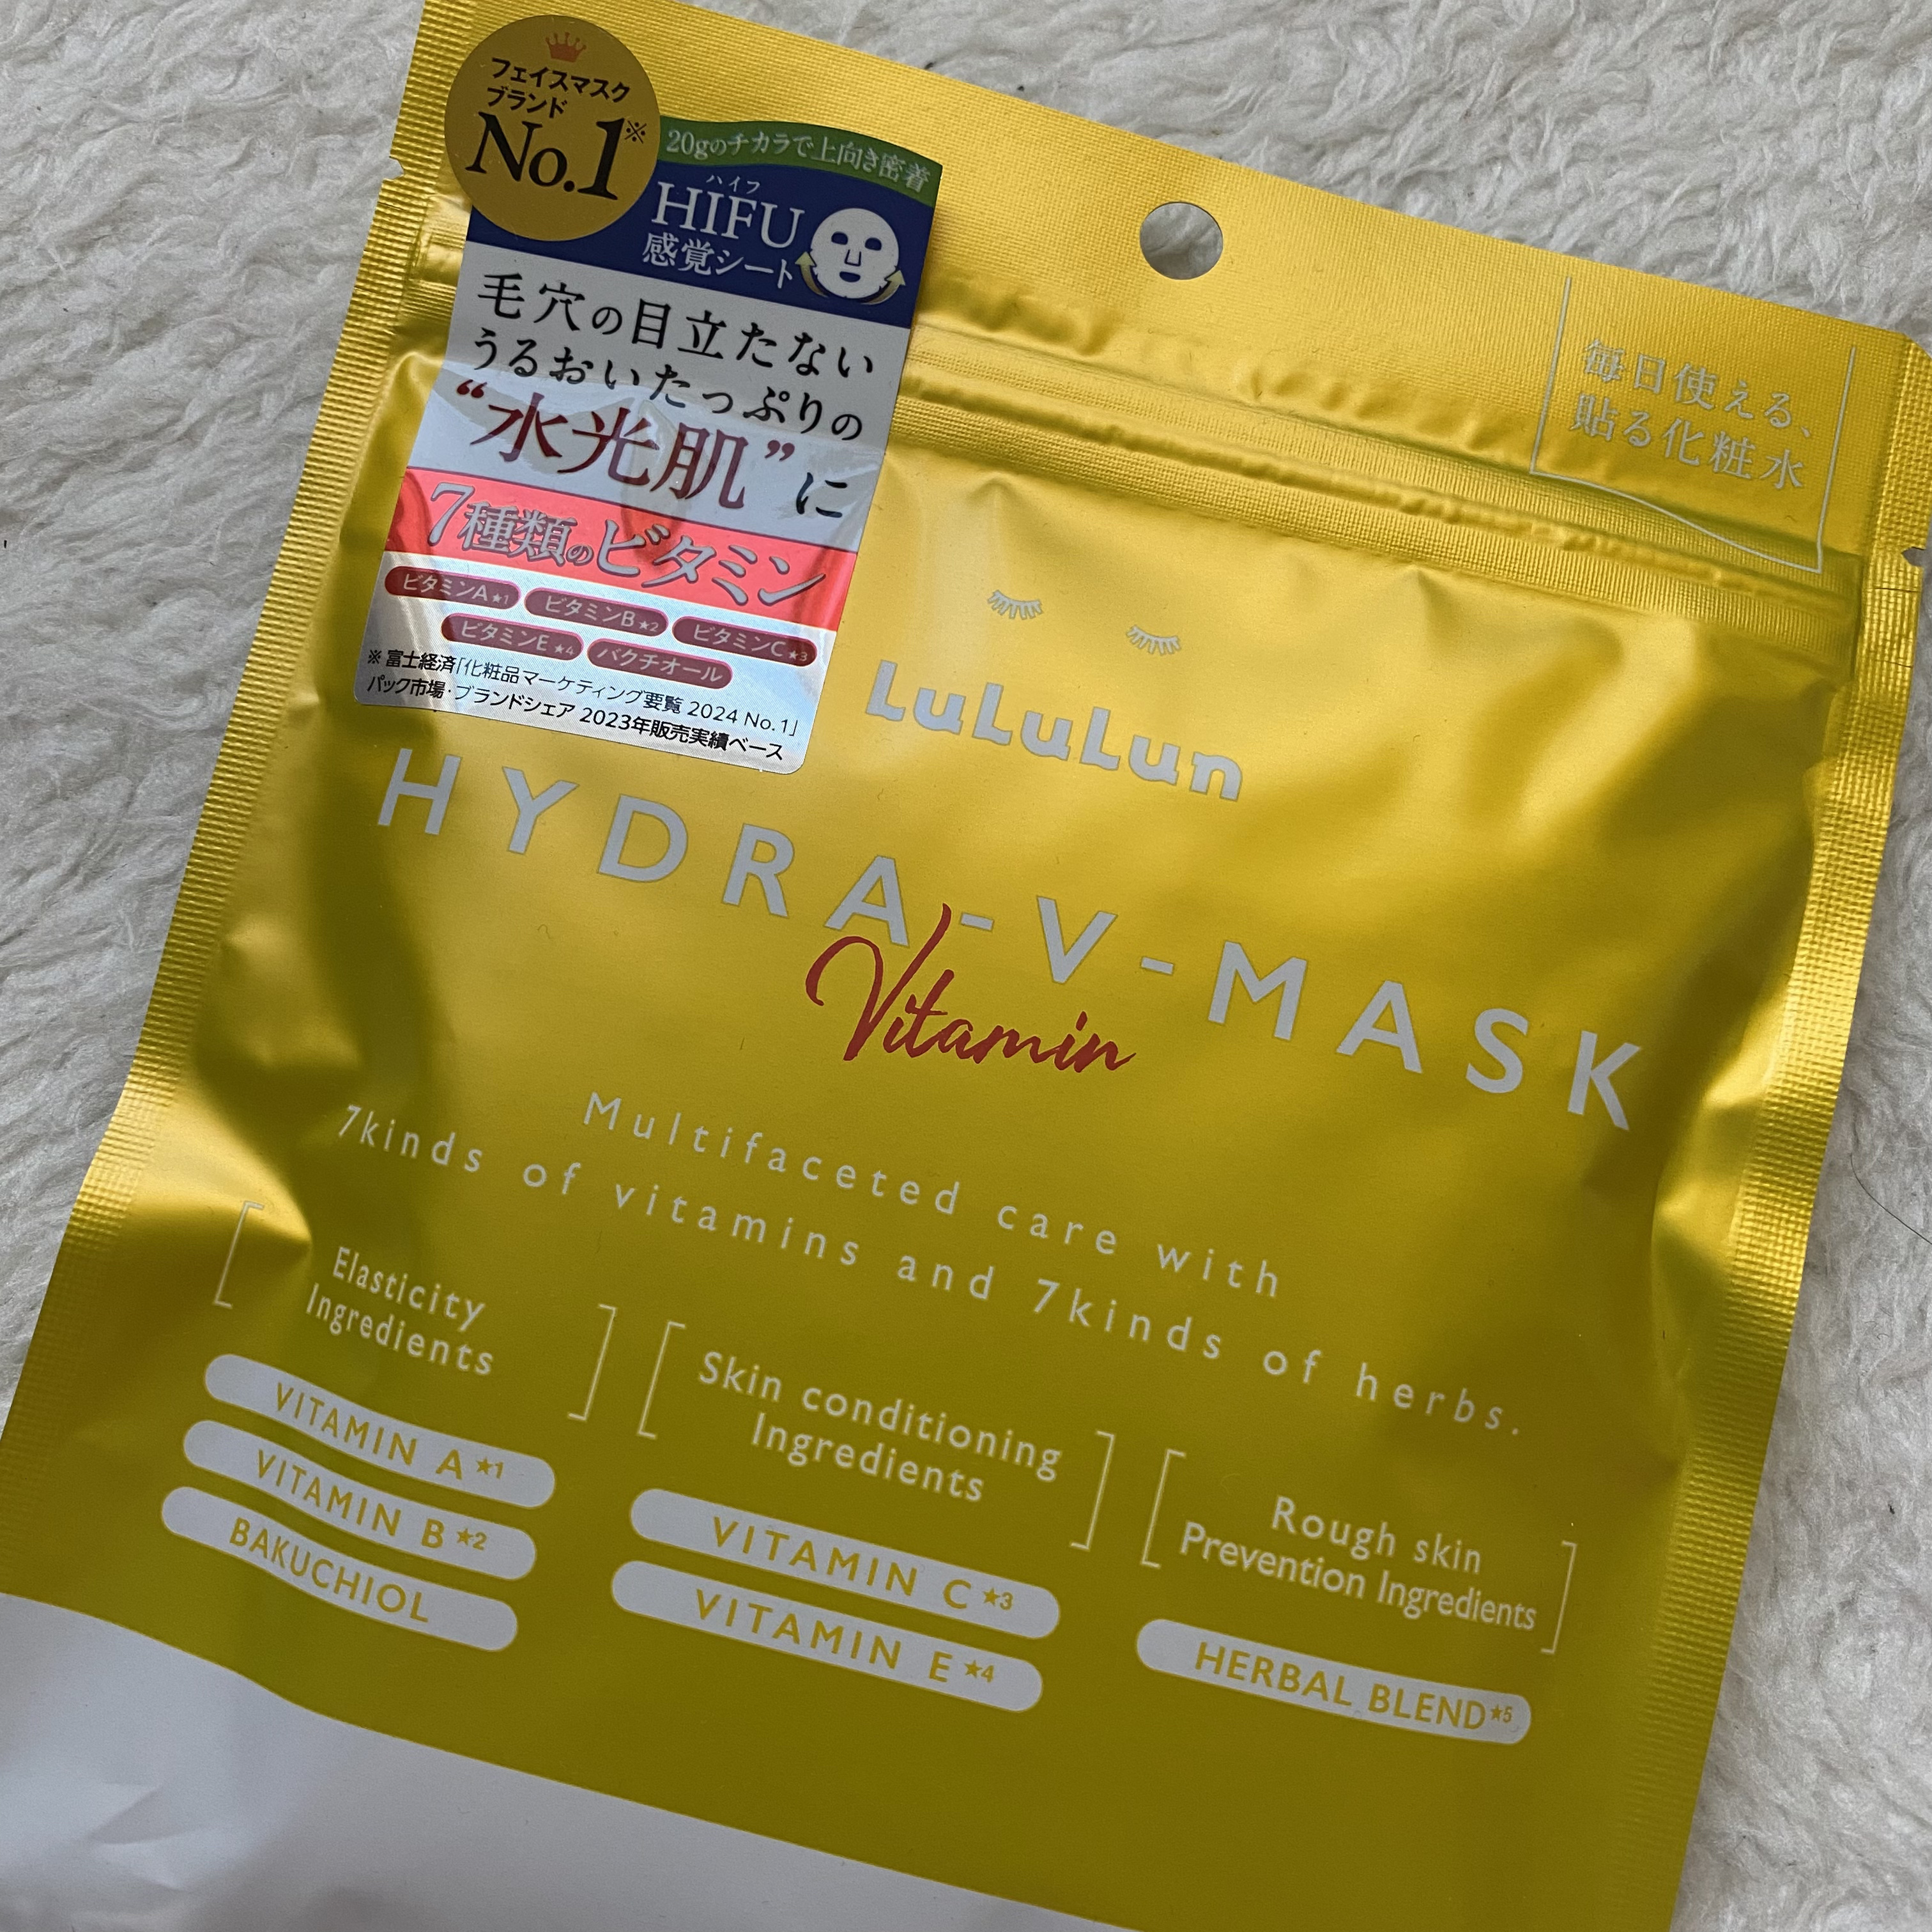 フェイスマスク
ブランド
No.1※
20gのチカラで上向き密着
ハイフ
HIFU
感覚シート
毛穴の目立たない
うるおいたっぷりの
“水光肌”に
7種類のビタミン
ビタミンA★1 ビタミンB★2 ビタミンC★3
ビタミンE★4 バクチオール
※富士経済「化粧品マーケティング要覧 2024 No.1」
パック市場・ブランドシェア 2023年販売実績ベース
毎日使える、
貼る化粧水
LuLuLun
HYDRA-V-MASK
Vitamin
Multifaceted care with
7kinds of vitamins and 7kinds of herbs.
Elasticity
Ingredients
VITAMIN A★1
VITAMIN B★2
BAKUCHIOL
Skin conditioning
Ingredients
VITAMIN C★3
VITAMIN E★4
Rough skin
Prevention Ingredients
HERBAL BLEND★5